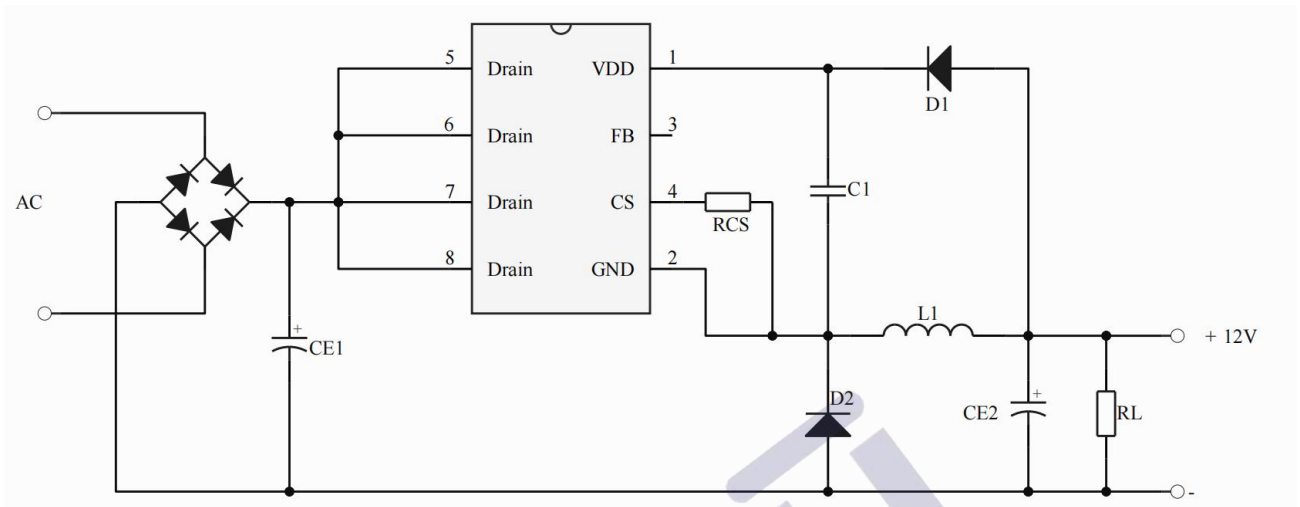 5 Drain VDD 1
D1
6 Drain FB 3
AC
7 Drain CS 4
C1
RCS
8 Drain GND 2
L1
+ 12V
+
CE1
D2
+
CE2
RL
-